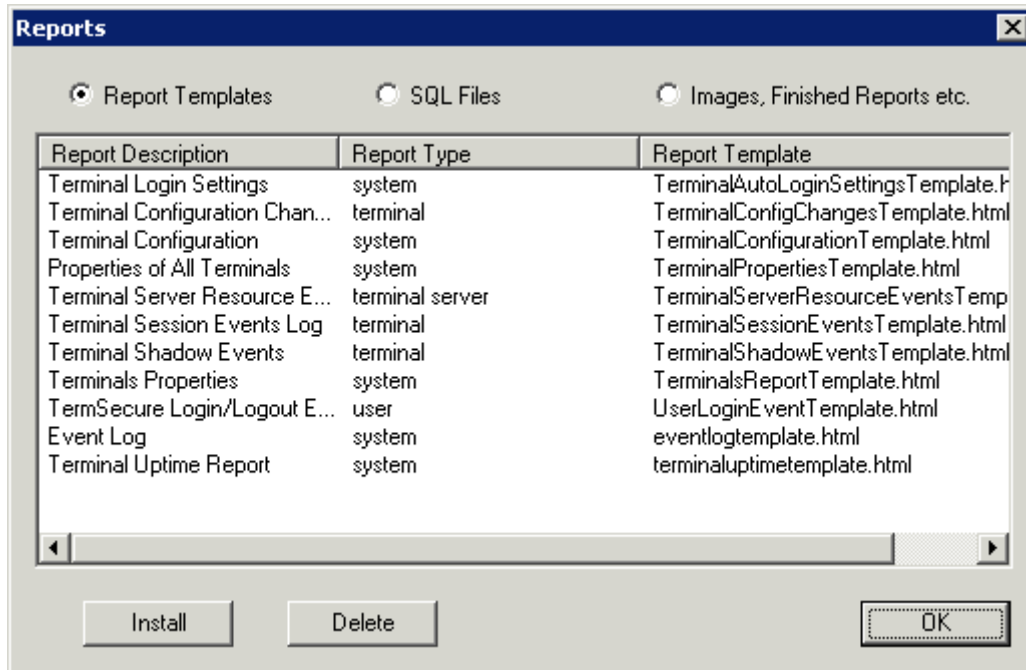 Reports
Report Templates SQL Files Images, Finished Reports etc.
Report Description Report Type Report Template
Terminal Login Settings system TerminalAutoLoginSettingsTemplate.h
Terminal Configuration Chan... terminal TerminalConfigChangesTemplate.html
Terminal Configuration system TerminalConfigurationTemplate.html
Properties of All Terminals system TerminalPropertiesTemplate.html
Terminal Server Resource E... terminal server TerminalServerResourceEventsTemp
Terminal Session Events Log terminal TerminalSessionEventsTemplate.html
Terminal Shadow Events terminal TerminalShadowEventsTemplate.html
Terminals Properties system TerminalsReportTemplate.html
TermSecure Login/Logout E... user UserLoginEventTemplate.html
Event Log system eventlogtemplate.html
Terminal Uptime Report system terminaluptimetemplate.html
Install Delete OK